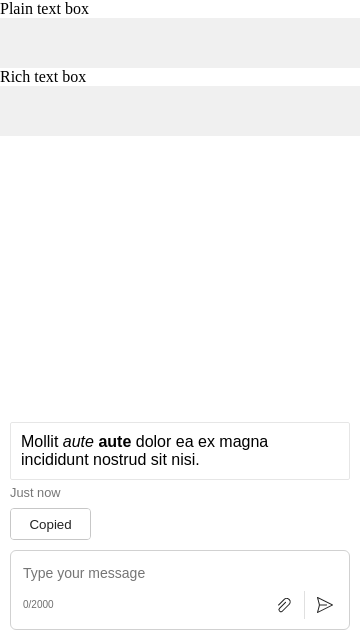 Plain text box
Rich text box
Mollit aute aute dolor ea ex magna
incididunt nostrud sit nisi.
Just now
Copied
Type your message
0/2000